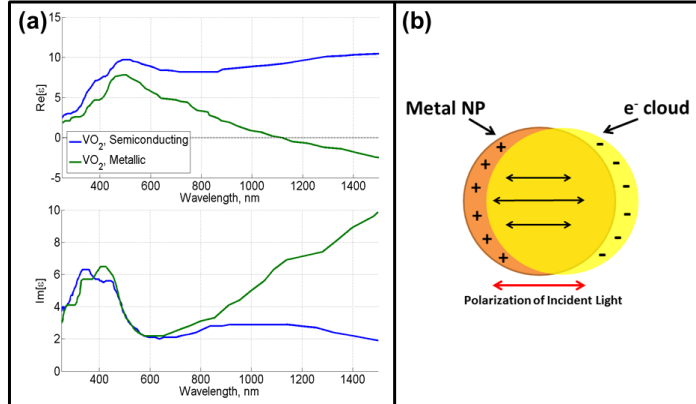 (a)
15
10
5
0
-5
Re[ε]
VO2, Semiconducting
VO2, Metallic
400 600 800 1000 1200 1400
Wavelength, nm
10
8
6
4
2
0
Im[ε]
400 600 800 1000 1200 1400
Wavelength, nm
(b)
Metal NP
e- cloud
+ + + + + +
- - - - - -
Polarization of Incident Light